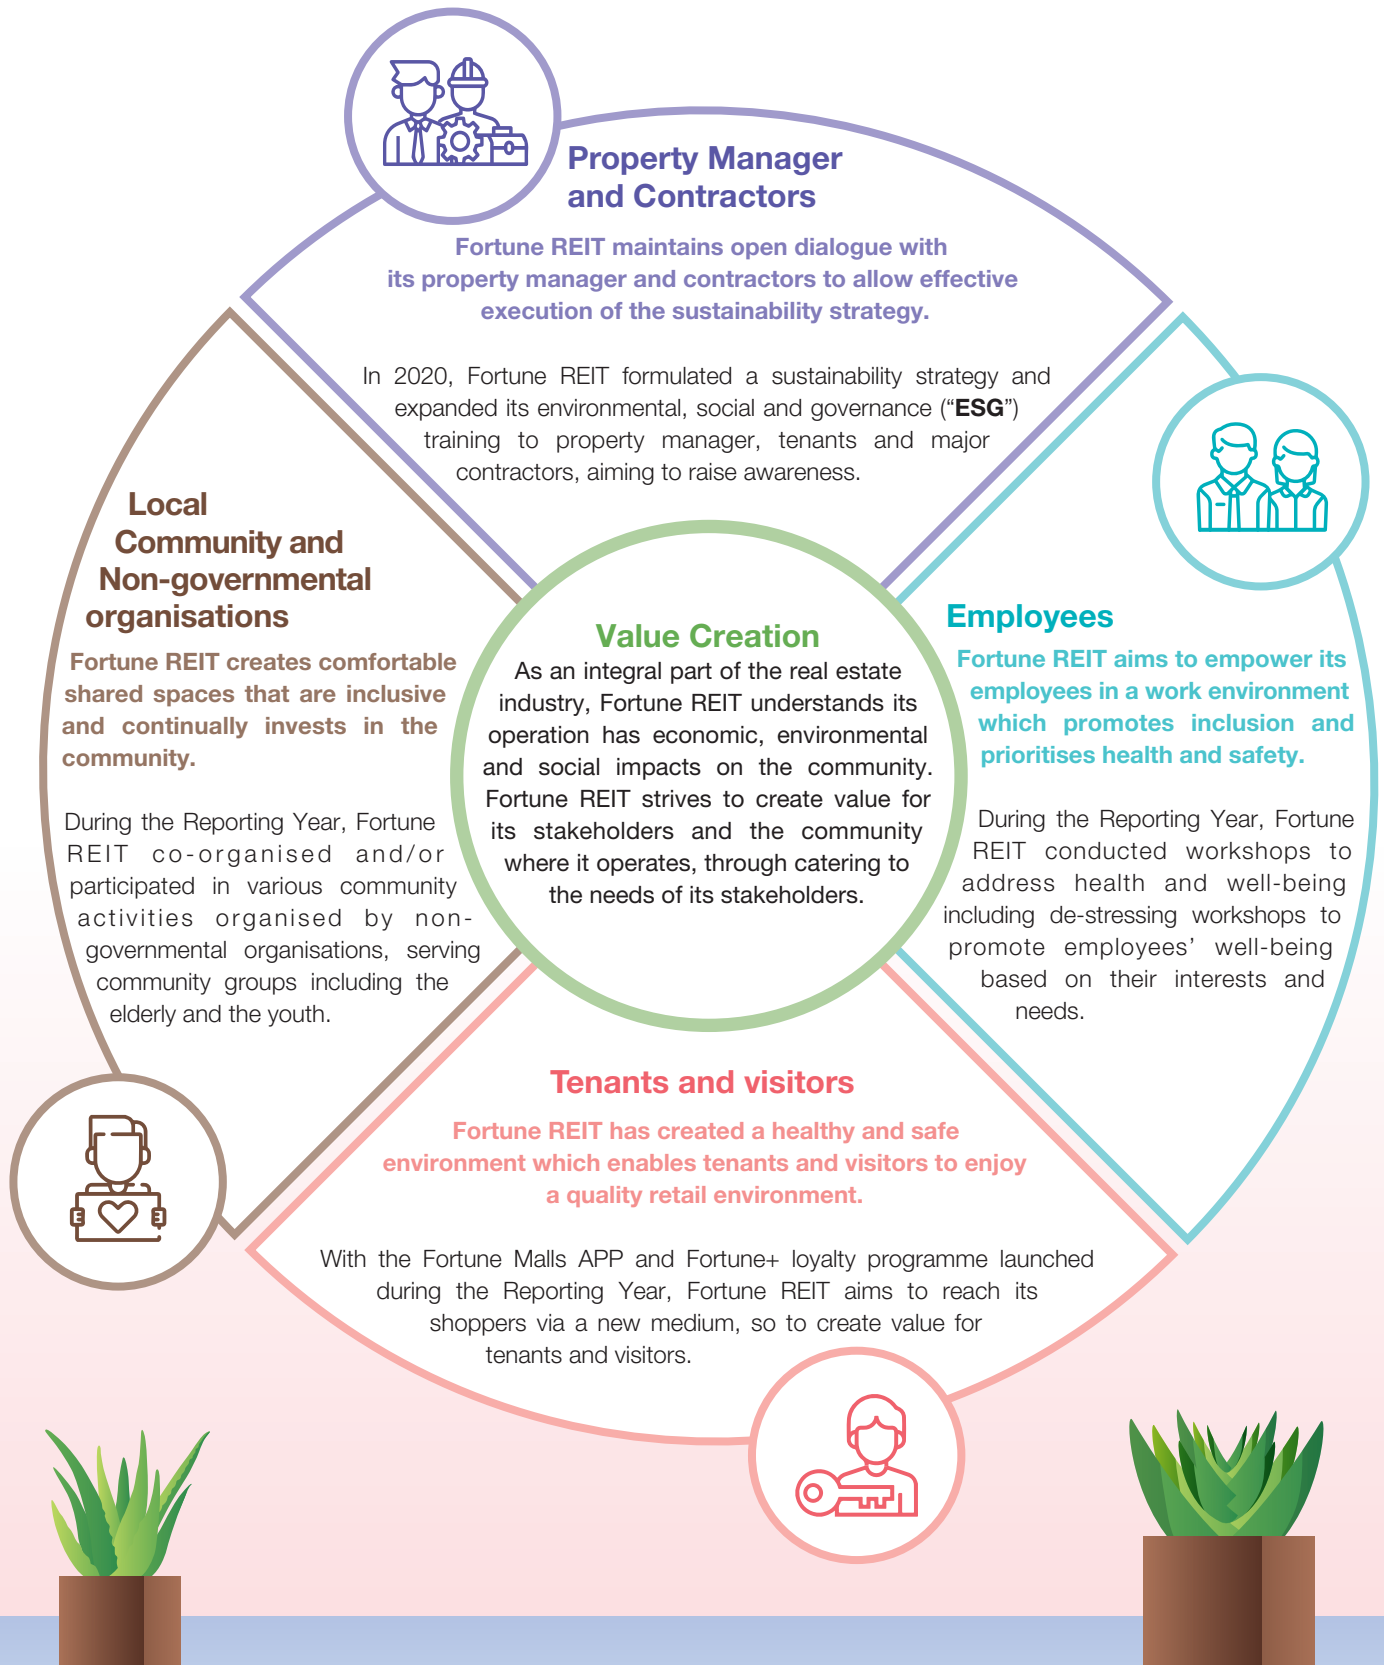 Property Manager
and Contractors
Fortune REIT maintains open dialogue with
its property manager and contractors to allow effective
execution of the sustainability strategy.
In 2020, Fortune REIT formulated a sustainability strategy and
expanded its environmental, social and governance (“ESG”)
training to property manager, tenants and major
contractors, aiming to raise awareness.
Local
Community and
Non-governmental
organisations
Fortune REIT creates comfortable
shared spaces that are inclusive
and continually invests in the
community.
During the Reporting Year, Fortune
REIT co-organised and/or
participated in various community
activities organised by non-
governmental organisations, serving
community groups including the
elderly and the youth.
Value Creation
As an integral part of the real estate
industry, Fortune REIT understands its
operation has economic, environmental
and social impacts on the community.
Fortune REIT strives to create value for
its stakeholders and the community
where it operates, through catering to
the needs of its stakeholders.
Employees
Fortune REIT aims to empower its
employees in a work environment
which promotes inclusion and
prioritises health and safety.
During the Reporting Year, Fortune
REIT conducted workshops to
address health and well-being
including de-stressing workshops to
promote employees’ well-being
based on their interests and
needs.
Tenants and visitors
Fortune REIT has created a healthy and safe
environment which enables tenants and visitors to enjoy
a quality retail environment.
With the Fortune Malls APP and Fortune+ loyalty programme launched
during the Reporting Year, Fortune REIT aims to reach its
shoppers via a new medium, so to create value for
tenants and visitors.